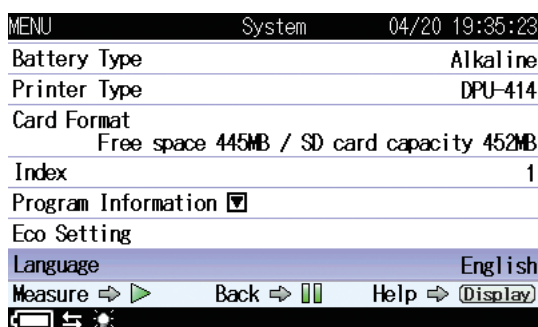 MENU System 04/20 19:35:23
Battery Type Alkaline
Printer Type DPU-414
Card Format
Free space 445MB / SD card capacity 452MB
Index 1
Program Information
Eco Setting
Language English
Measure Back Help Display